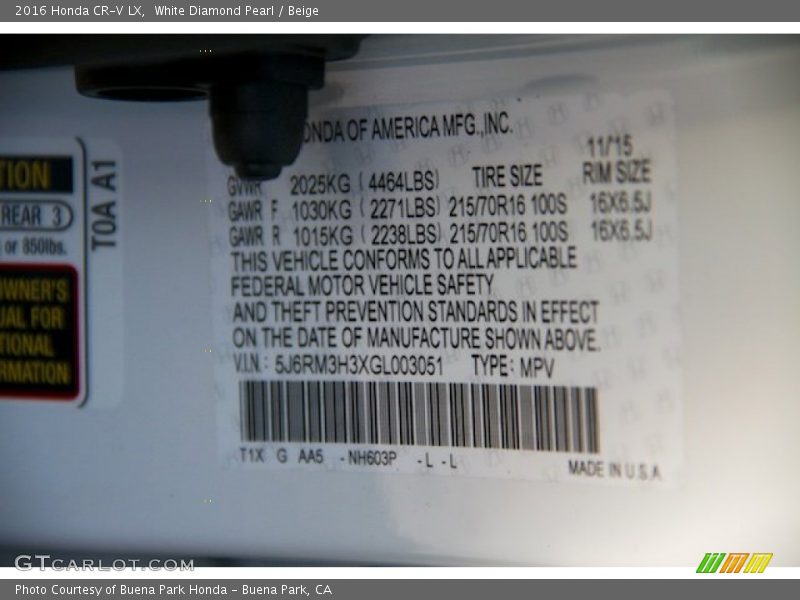 2016 Honda CR-V LX, White Diamond Pearl / Beige
TION
REAR 3
or 850lbs.
OWNER'S
UAL FOR
TIONAL
RMATION
T0A A1
ONDA OF AMERICA MFG.,INC.
11/15
GVWR 2025KG ( 4464LBS) TIRE SIZE RIM SIZE
GAWR F 1030KG ( 2271LBS) 215/70R16 100S 16X6.5J
GAWR R 1015KG ( 2238LBS) 215/70R16 100S 16X6.5J
THIS VEHICLE CONFORMS TO ALL APPLICABLE
FEDERAL MOTOR VEHICLE SAFETY
AND THEFT PREVENTION STANDARDS IN EFFECT
ON THE DATE OF MANUFACTURE SHOWN ABOVE.
V.I.N.: 5J6RM3H3XGL003051 TYPE: MPV
T1X G AA5 -NH603P -L -L
MADE IN U.S.A
GTCARLOT.COM
Photo Courtesy of Buena Park Honda - Buena Park, CA